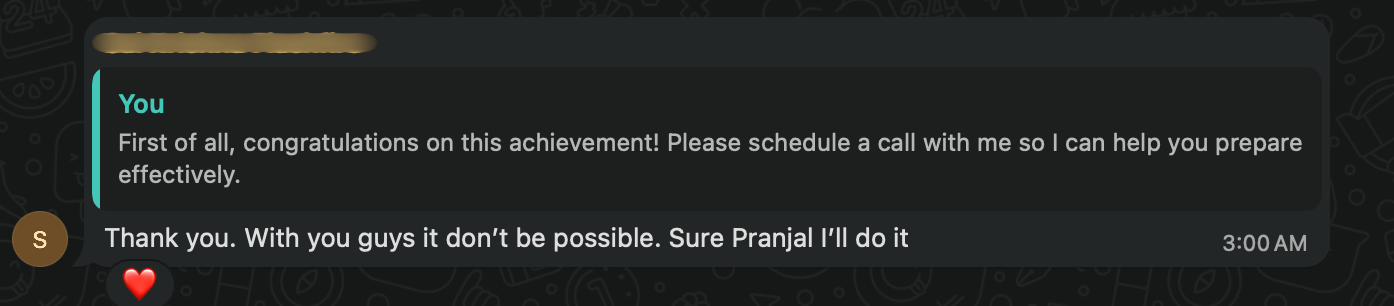 You
First of all, congratulations on this achievement! Please schedule a call with me so I can help you prepare
effectively.
S
Thank you. With you guys it don’t be possible. Sure Pranjal I’ll do it
3:00 AM